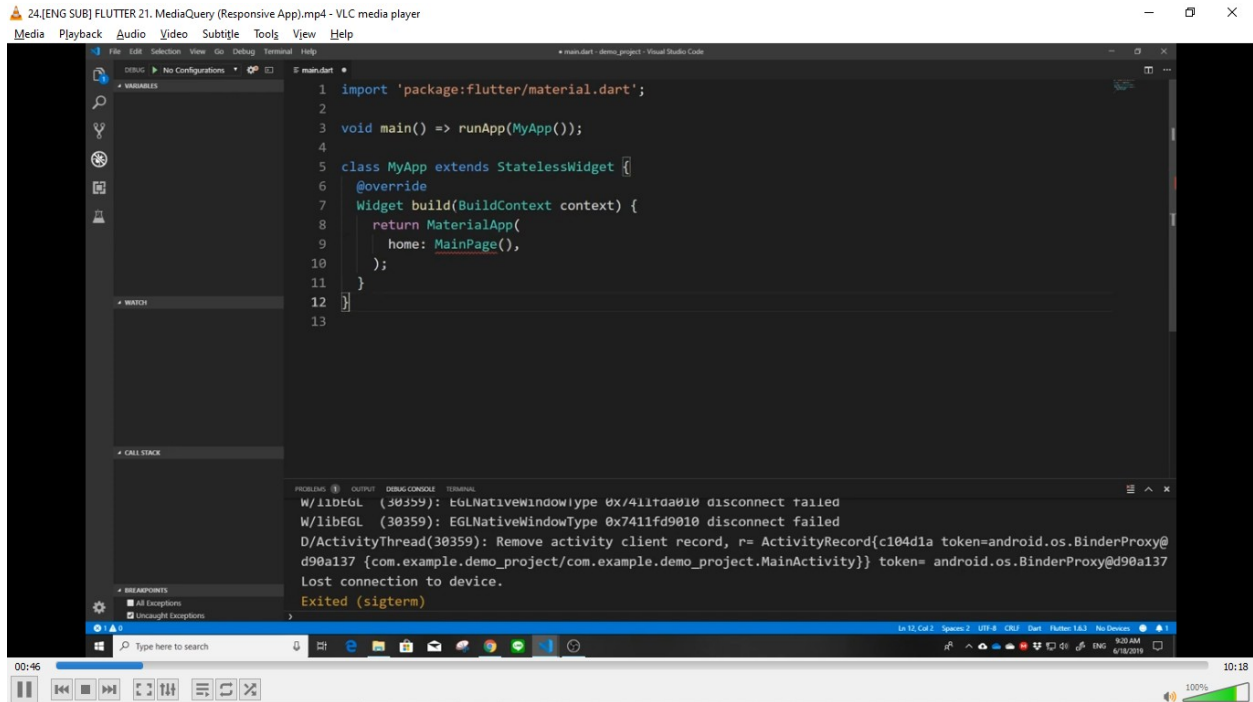 24.[ENG SUB] FLUTTER 21. MediaQuery (Responsive App).mp4 - VLC media player
Media Playback Audio Video Subtitle Tools View Help
File Edit Selection View Go Debug Terminal Help
● main.dart - demo_project - Visual Studio Code
DEBUG No Configurations
main.dart ●
VARIABLES
1 import 'package:flutter/material.dart';
2
3 void main() => runApp(MyApp());
4
5 class MyApp extends StatelessWidget {
6 @override
7 Widget build(BuildContext context) {
8 return MaterialApp(
9 home: MainPage(),
10 );
11 }
12 }
13
WATCH
CALL STACK
BREAKPOINTS
All Exceptions
Uncaught Exceptions
PROBLEMS 1 OUTPUT DEBUG CONSOLE TERMINAL
W/libEGL (30359): EGLNativeWindowType 0x7411fda010 disconnect failed
W/libEGL (30359): EGLNativeWindowType 0x7411fd9010 disconnect failed
D/ActivityThread(30359): Remove activity client record, r= ActivityRecord{c104d1a token=android.os.BinderProxy@
d90a137 {com.example.demo_project/com.example.demo_project.MainActivity}} token= android.os.BinderProxy@d90a137
Lost connection to device.
Exited (sigterm)
1 0
Ln 12, Col 2 Spaces: 2 UTF-8 CRLF Dart Flutter: 1.6.3 No Devices 1
Type here to search
ENG 9:20 AM
6/18/2019
00:46 10:18
100%